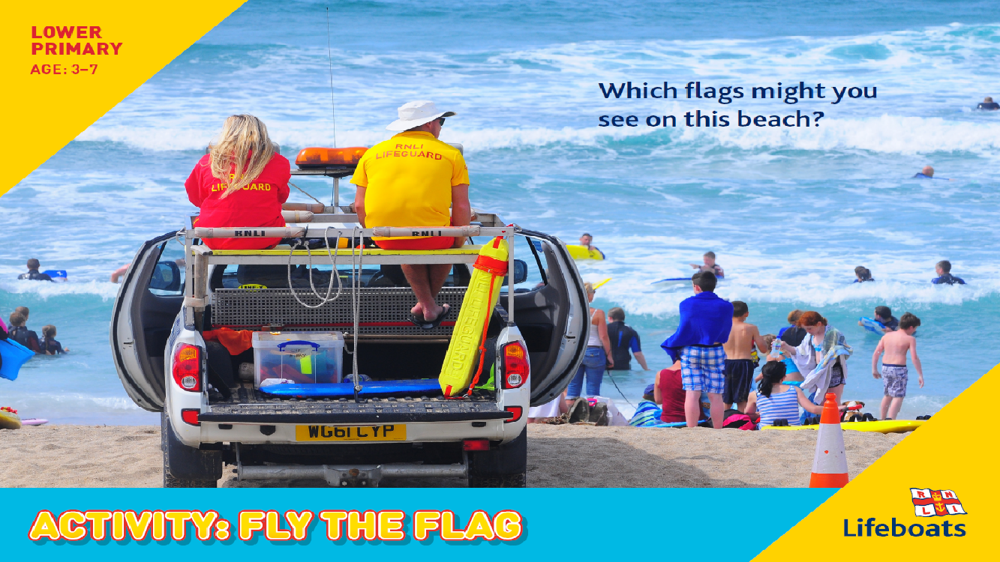 LOWER
PRIMARY
AGE: 3–7
Which flags might you
see on this beach?
RNLI
LIFEGUARD
RNLI
RNLI
LIFEGUARD
WG61 CYP
ACTIVITY: FLY THE FLAG
R N
L I
Lifeboats